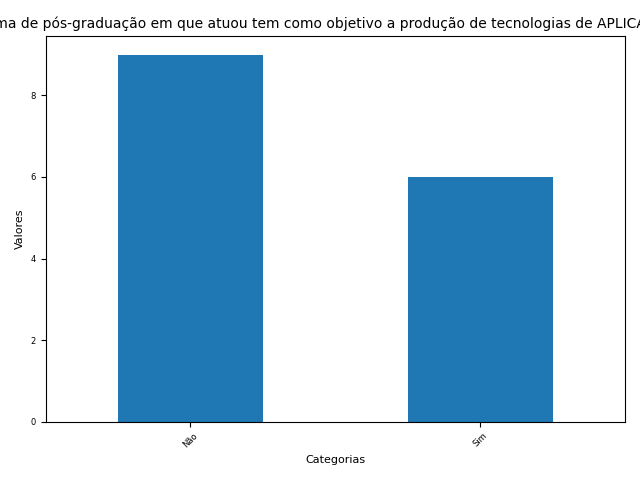 ma de pós-graduação em que atuou tem como objetivo a produção de tecnologias de APLICA
8
6
4
2
0
Valores
Não
Sim
Categorias